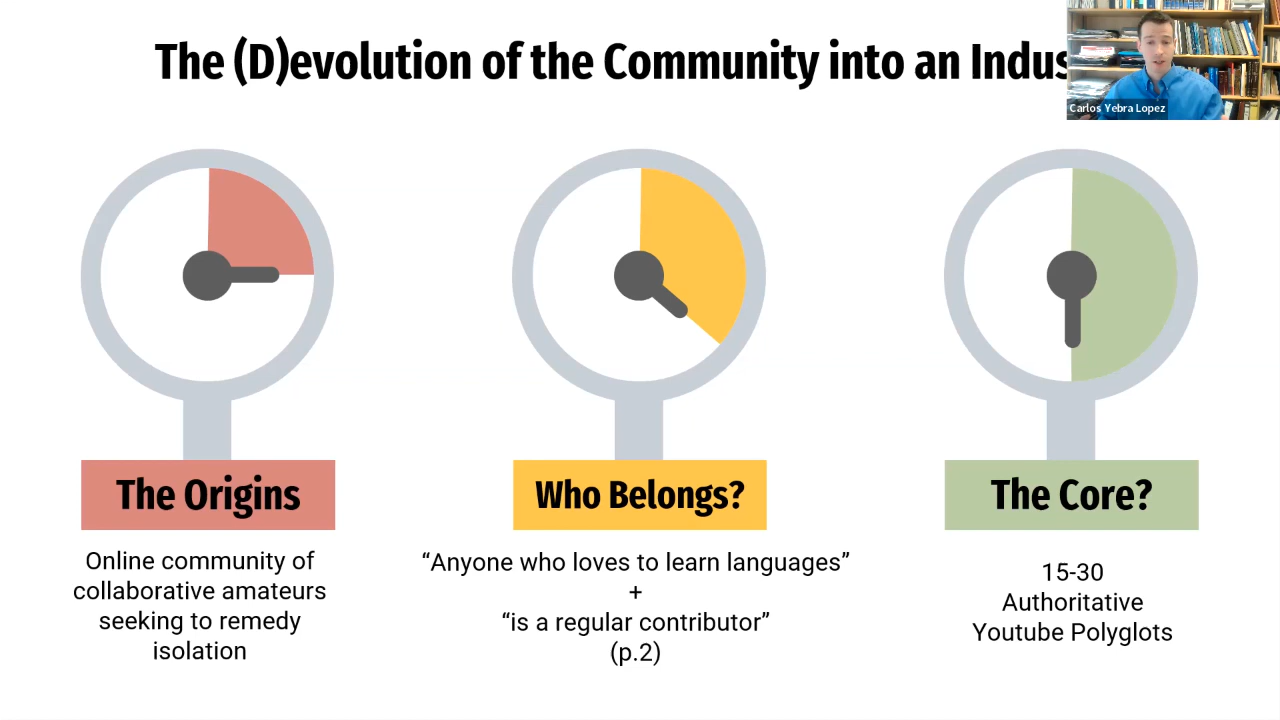 The (D)evolution of the Community into an Indus
Carlos Yebra Lopez
The Origins
Online community of
collaborative amateurs
seeking to remedy
isolation
Who Belongs?
“Anyone who loves to learn languages”
+
“is a regular contributor”
(p.2)
The Core?
15-30
Authoritative
Youtube Polyglots